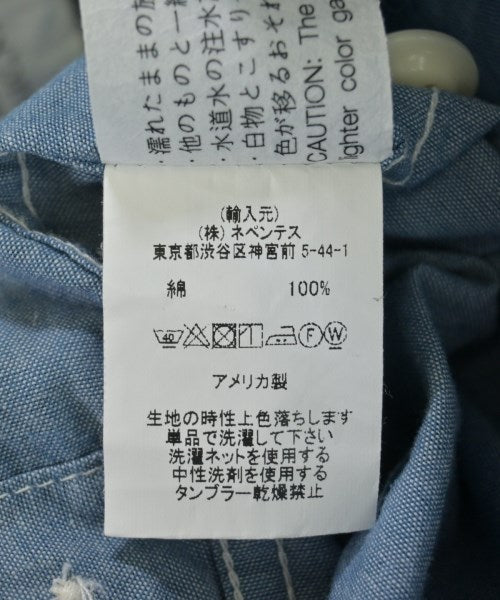 ・濡れたままの放
・他のものと一緒
・水道水の注水
・白物とこすり
色が移るおそれ
CAUTION: The
ighter color ga
(輸入元)
(株) ネペンテス
東京都渋谷区神宮前 5-44-1
綿 100%
40 F W
アメリカ製
生地の時性上色落ちします
単品で洗濯して下さい
洗濯ネットを使用する
中性洗剤を使用する
タンブラー乾燥禁止